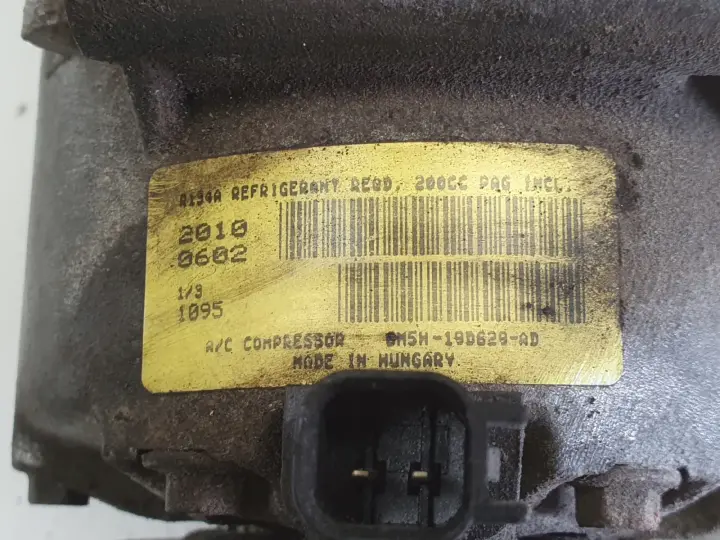 R134A REFRIGERANT REQD, 200CC PAG INCL.
2010
0602
1/3
1095
A/C COMPRESSOR 8M5H-19D629-AD
MADE IN HUNGARY